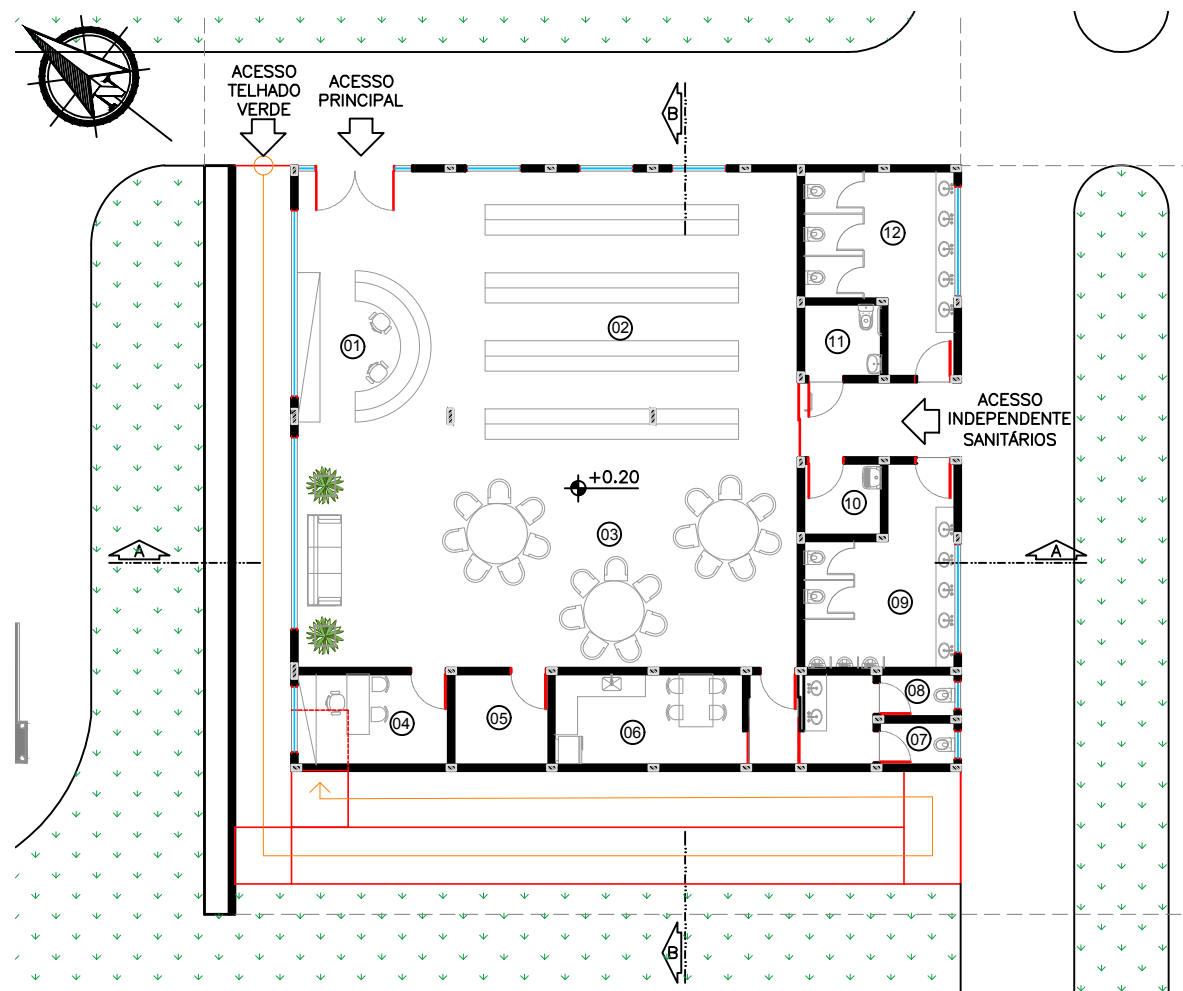 ACESSO
TELHADO
VERDE
ACESSO
PRINCIPAL
B
12
02
11
01
ACESSO
INDEPENDENTE
SANITÁRIOS
+0.20
10
03
A
A
09
08
04
05
06
07
B